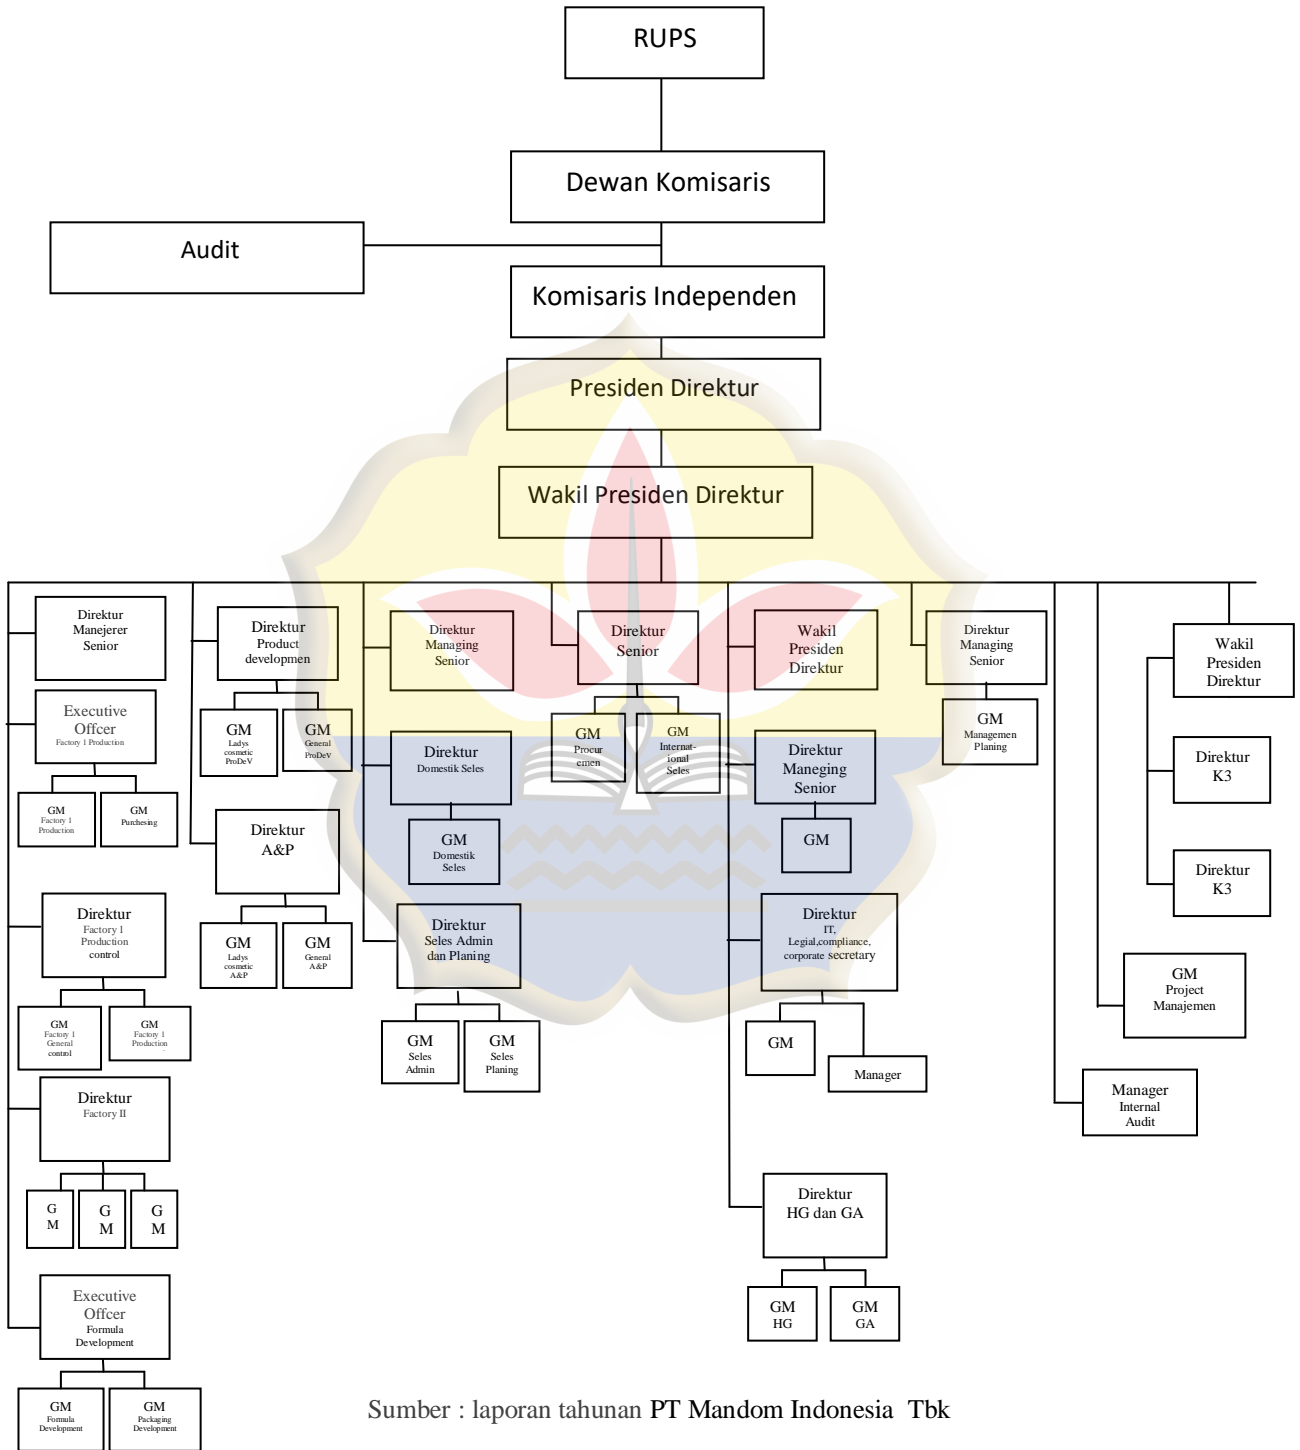 RUPS
Dewan Komisaris
Audit
Komisaris Independen
Presiden Direktur
Wakil Presiden Direktur
Direktur
Manejerer
Senior
Executive
Offcer
Factory 1 Production
GM
Factory 1
Production
GM
Purchesing
Direktur
Factory 1
Production
control
GM
Factory 1
General
control
GM
Factory 1
Production
Direktur
Factory II
G
M
G
M
G
M
Executive
Offcer
Formula
Development
GM
Formula
Development
GM
Packaging
Development
Direktur
Product
developmen
GM
Ladys
cosmetic
ProDeV
GM
General
ProDeV
Direktur
A&P
GM
Ladys
cosmetic
A&P
GM
General
A&P
Direktur
Managing
Senior
Direktur
Domestik Seles
GM
Domestik
Seles
Direktur
Seles Admin
dan Planing
GM
Seles
Admin
GM
Seles
Planing
Direktur
Senior
GM
Procur
emen
GM
Internat-
ional
Seles
Wakil
Presiden
Direktur
Direktur
Maneging
Senior
GM
Direktur
IT,
Legial,compliance,
corporate secretary
GM
Manager
Direktur
HG dan GA
GM
HG
GM
GA
Direktur
Managing
Senior
GM
Managemen
Planing
Wakil
Presiden
Direktur
Direktur
K3
Direktur
K3
GM
Project
Manajemen
Manager
Internal
Audit
Sumber : laporan tahunan PT Mandom Indonesia Tbk